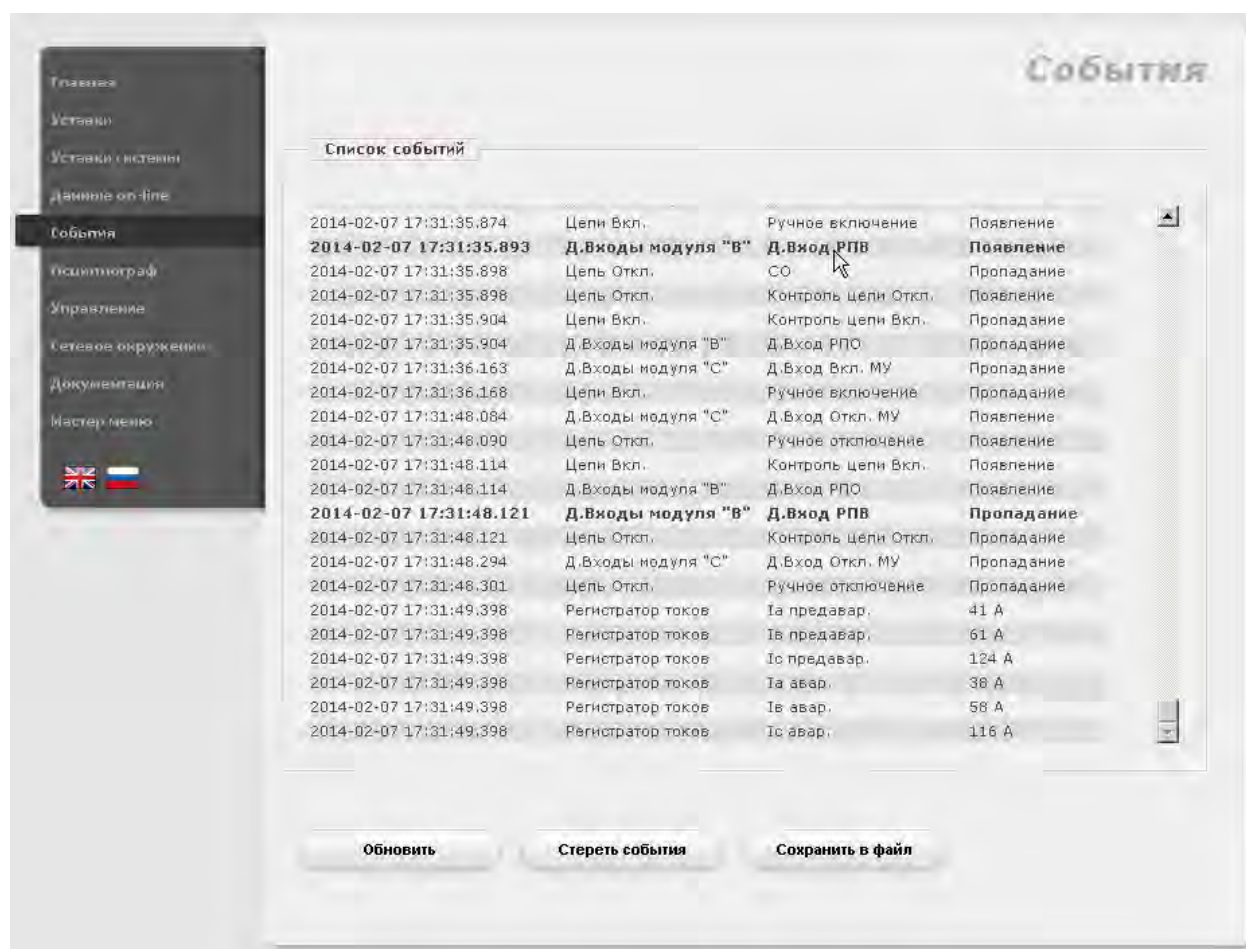 События
Главная
Уставки
Уставки системы
Данные on-line
События
Осциллограф
Управление
Сетевое окружение
Документация
Мастер меню
Список событий
2014-02-07 17:31:35.874 Цепи Вкл. Ручное включение Появление
2014-02-07 17:31:35.893 Д.Входы модуля "В" Д.Вход РПВ Появление
2014-02-07 17:31:35.898 Цепь Откл. СО Пропадание
2014-02-07 17:31:35.898 Цепь Откл. Контроль цепи Откл. Появление
2014-02-07 17:31:35.904 Цепи Вкл. Контроль цепи Вкл. Пропадание
2014-02-07 17:31:35.904 Д.Входы модуля "В" Д.Вход РПО Пропадание
2014-02-07 17:31:36.163 Д.Входы модуля "С" Д.Вход Вкл. МУ Пропадание
2014-02-07 17:31:36.168 Цепи Вкл. Ручное включение Пропадание
2014-02-07 17:31:48.084 Д.Входы модуля "С" Д.Вход Откл. МУ Появление
2014-02-07 17:31:48.090 Цепь Откл. Ручное отключение Появление
2014-02-07 17:31:48.114 Цепи Вкл. Контроль цепи Вкл. Появление
2014-02-07 17:31:48.114 Д.Входы модуля "В" Д.Вход РПО Появление
2014-02-07 17:31:48.121 Д.Входы модуля "В" Д.Вход РПВ Пропадание
2014-02-07 17:31:48.121 Цепь Откл. Контроль цепи Откл. Пропадание
2014-02-07 17:31:48.294 Д.Входы модуля "С" Д.Вход Откл. МУ Пропадание
2014-02-07 17:31:48.301 Цепь Откл. Ручное отключение Пропадание
2014-02-07 17:31:49.398 Регистратор токов Iа предавар. 41 А
2014-02-07 17:31:49.398 Регистратор токов Iв предавар. 61 А
2014-02-07 17:31:49.398 Регистратор токов Iс предавар. 124 А
2014-02-07 17:31:49.398 Регистратор токов Iа авар. 38 А
2014-02-07 17:31:49.398 Регистратор токов Iв авар. 58 А
2014-02-07 17:31:49.398 Регистратор токов Iс авар. 116 А
Обновить Стереть события Сохранить в файл